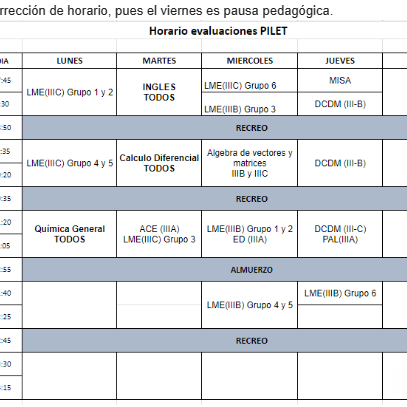 rrección de horario, pues el viernes es pausa pedagógica.
Horario evaluaciones PILET
DIA LUNES MARTES MIERCOLES JUEVES
:45 LME(IIIC) Grupo 1 y 2 INGLES TODOS LME(IIIC) Grupo 6 MISA
:30 LME(IIIB) Grupo 3 DCDM (III-B)
:50 RECREO
:35 LME(IIIC) Grupo 4 y 5 Calculo Diferencial TODOS Algebra de vectores y matrices IIIB y IIIC DCDM (III-B)
:20
:35 RECREO
:20 Química General TODOS ACE (IIIA) LME(IIIC) Grupo 3 LME(IIIB) Grupo 1 y 2 ED (IIIA) DCDM (III-C) PAL(IIIA)
:05
:55 ALMUERZO
:40 LME(IIIB) Grupo 4 y 5 LME(IIIB) Grupo 6
:25
:45 RECREO
:30
:15